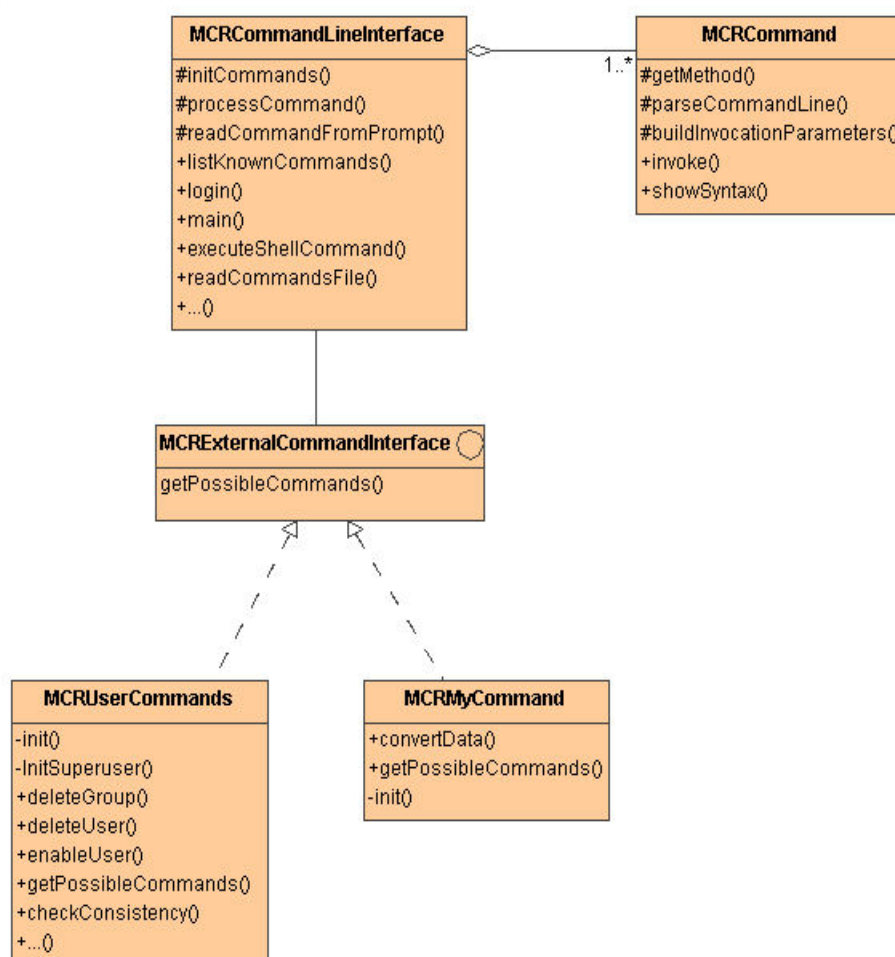 MCRCommandLineInterface
#initCommands()
#processCommand()
#readCommandFromPrompt()
+listKnownCommands()
+login()
+main()
+executeShellCommand()
+readCommandsFile()
+...()
1..*
MCRCommand
#getMethod()
#parseCommandLine()
#buildInvocationParameters()
+invoke()
+showSyntax()
MCRExternalCommandInterface
getPossibleCommands()
MCRUserCommands
-init()
-InitSuperuser()
+deleteGroup()
+deleteUser()
+enableUser()
+getPossibleCommands()
+checkConsistency()
+...()
MCRMyCommand
+convertData()
+getPossibleCommands()
-init()